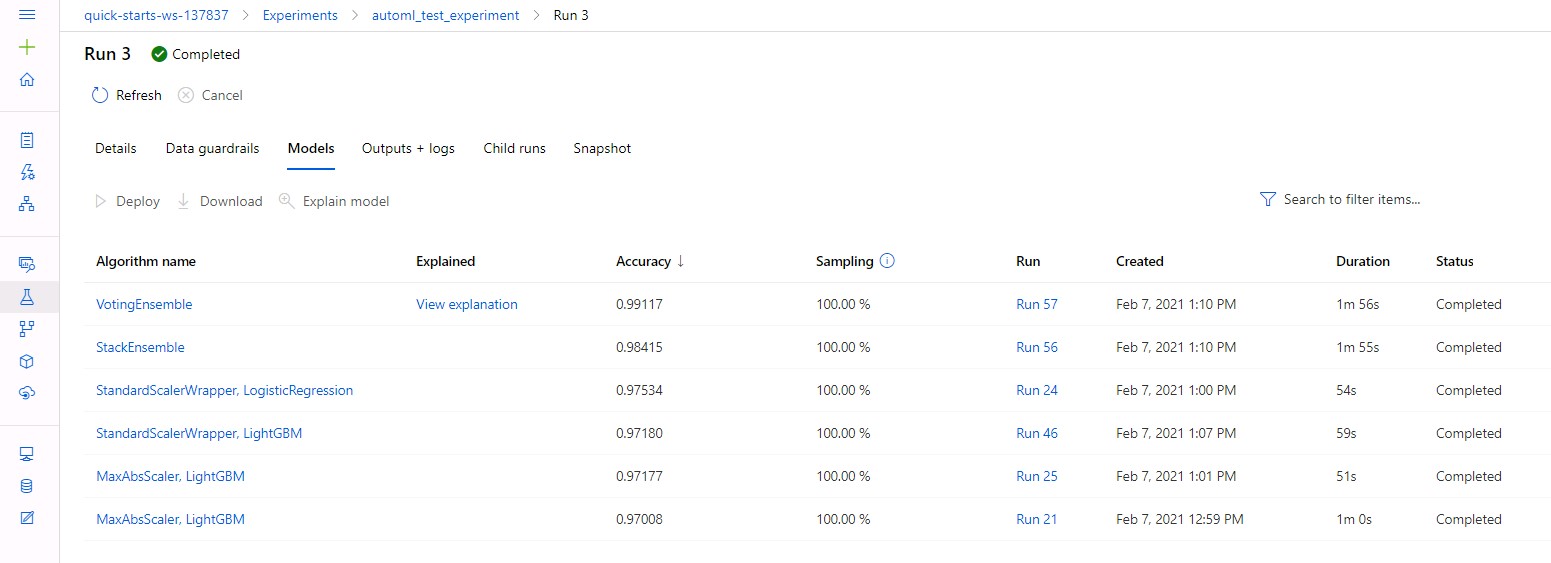 quick-starts-ws-137837 > Experiments > automl_test_experiment > Run 3
Run 3 Completed
Refresh Cancel
Details Data guardrails Models Outputs + logs Child runs Snapshot
Deploy Download Explain model Search to filter items...
Algorithm name Explained Accuracy ↓ Sampling Run Created Duration Status
VotingEnsemble View explanation 0.99117 100.00 % Run 57 Feb 7, 2021 1:10 PM 1m 56s Completed
StackEnsemble 0.98415 100.00 % Run 56 Feb 7, 2021 1:10 PM 1m 55s Completed
StandardScalerWrapper, LogisticRegression 0.97534 100.00 % Run 24 Feb 7, 2021 1:00 PM 54s Completed
StandardScalerWrapper, LightGBM 0.97180 100.00 % Run 46 Feb 7, 2021 1:07 PM 59s Completed
MaxAbsScaler, LightGBM 0.97177 100.00 % Run 25 Feb 7, 2021 1:01 PM 51s Completed
MaxAbsScaler, LightGBM 0.97008 100.00 % Run 21 Feb 7, 2021 12:59 PM 1m 0s Completed